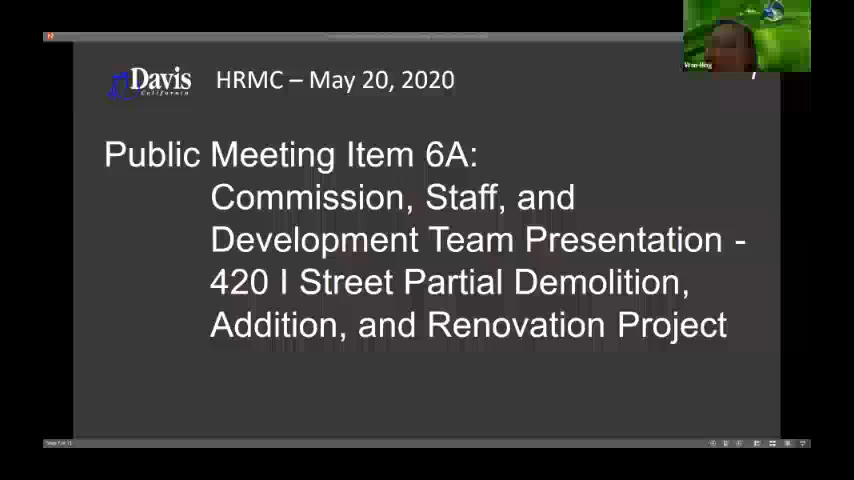 Davis
California
HRMC – May 20, 2020
Public Meeting Item 6A:
Commission, Staff, and
Development Team Presentation -
420 I Street Partial Demolition,
Addition, and Renovation Project